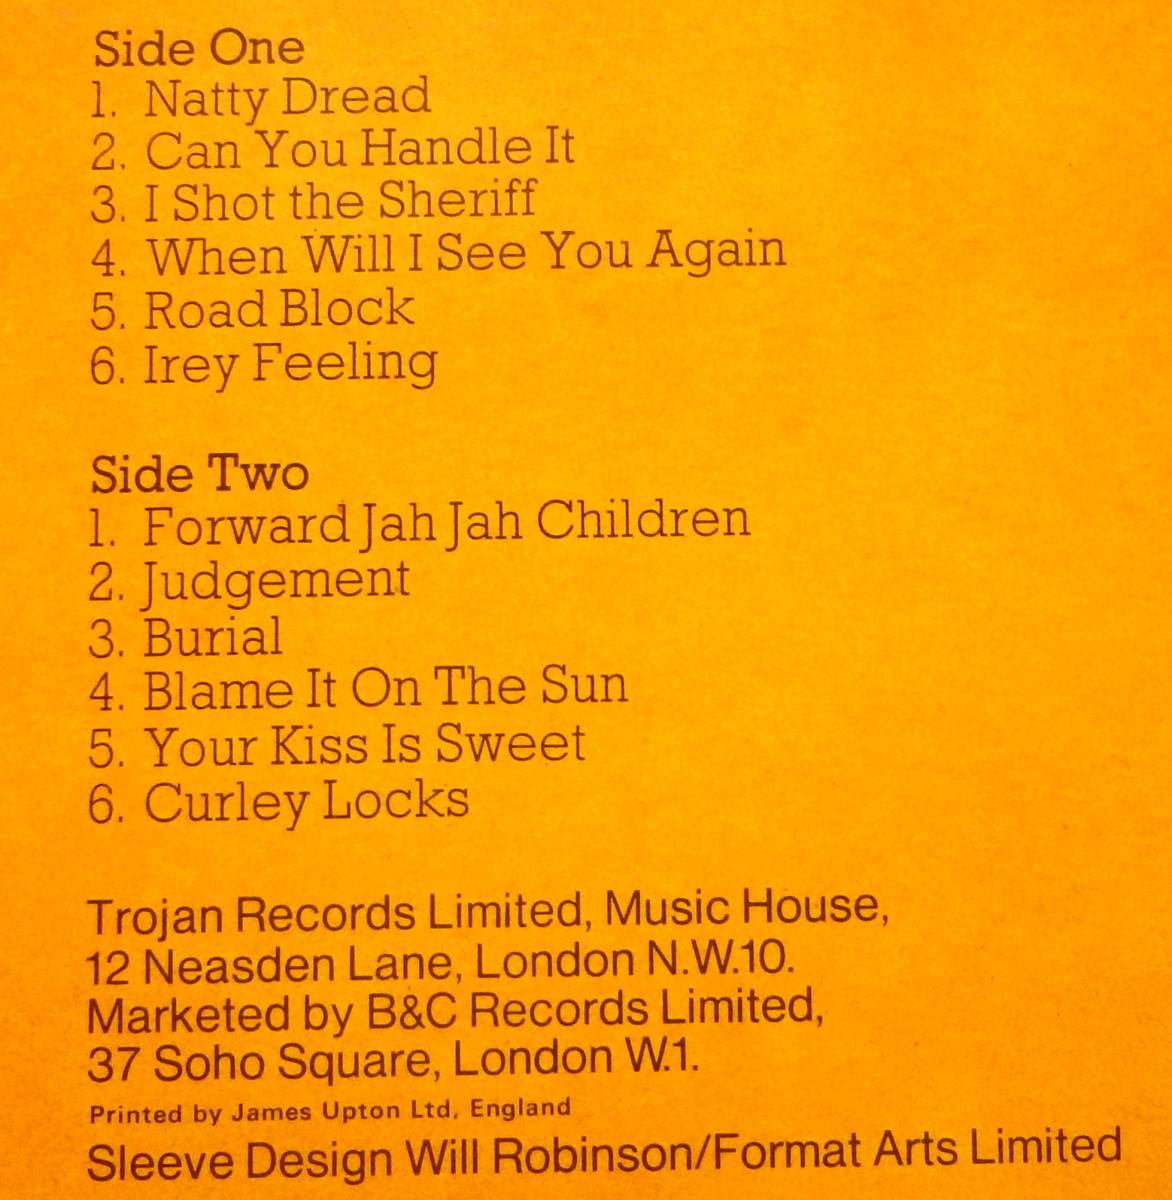 Side One
1. Natty Dread
2. Can You Handle It
3. I Shot the Sheriff
4. When Will I See You Again
5. Road Block
6. Irey Feeling
Side Two
1. Forward Jah Jah Children
2. Judgement
3. Burial
4. Blame It On The Sun
5. Your Kiss Is Sweet
6. Curley Locks
Trojan Records Limited, Music House,
12 Neasden Lane, London N.W.10.
Marketed by B&C Records Limited,
37 Soho Square, London W.1.
Printed by James Upton Ltd, England
Sleeve Design Will Robinson/Format Arts Limited